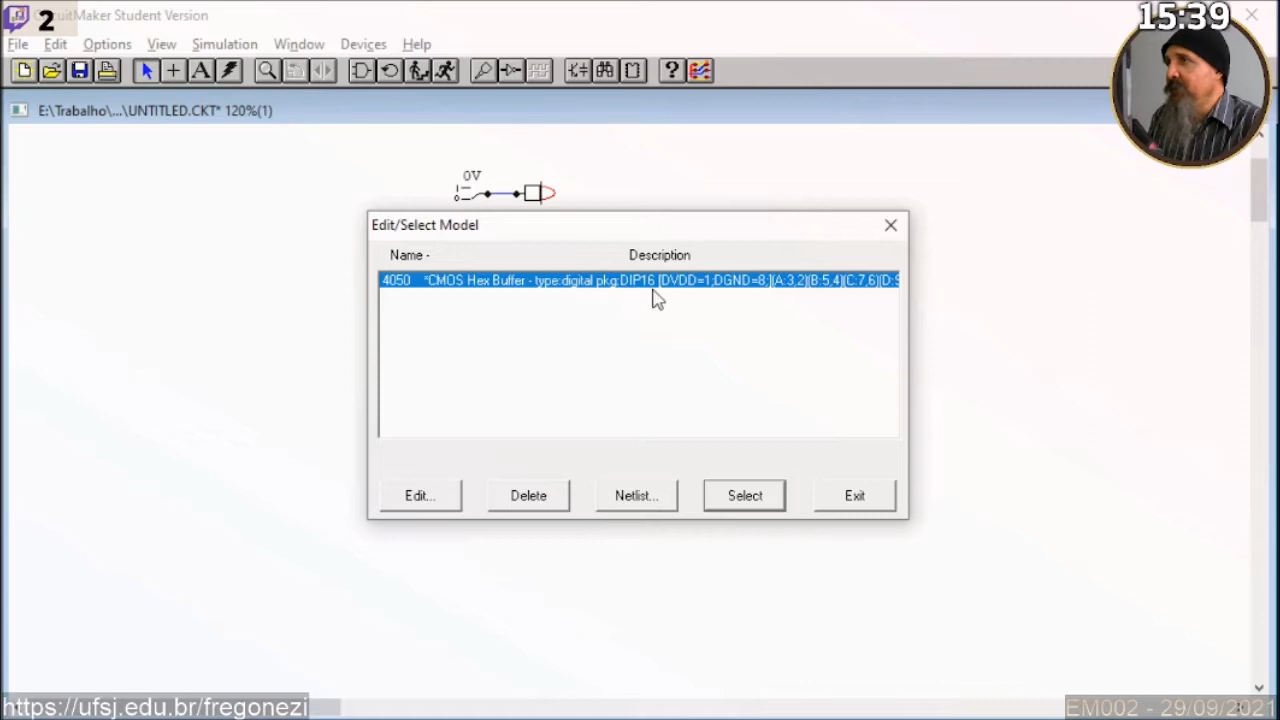 2
CircuitMaker Student Version
15:39
File Edit Options View Simulation Window Devices Help
E:\Trabalho\...\UNTITLED.CKT* 120%(1)
0V
Edit/Select Model
Name - Description
4050 *CMOS Hex Buffer - type:digital pkg:DIP16 [DVDD=1;DGND=8;](A:3,2)(B:5,4)(C:7,6)(D:9
Edit... Delete Netlist... Select Exit
https://ufsj.edu.br/fregonezi
EM002 - 29/09/2021